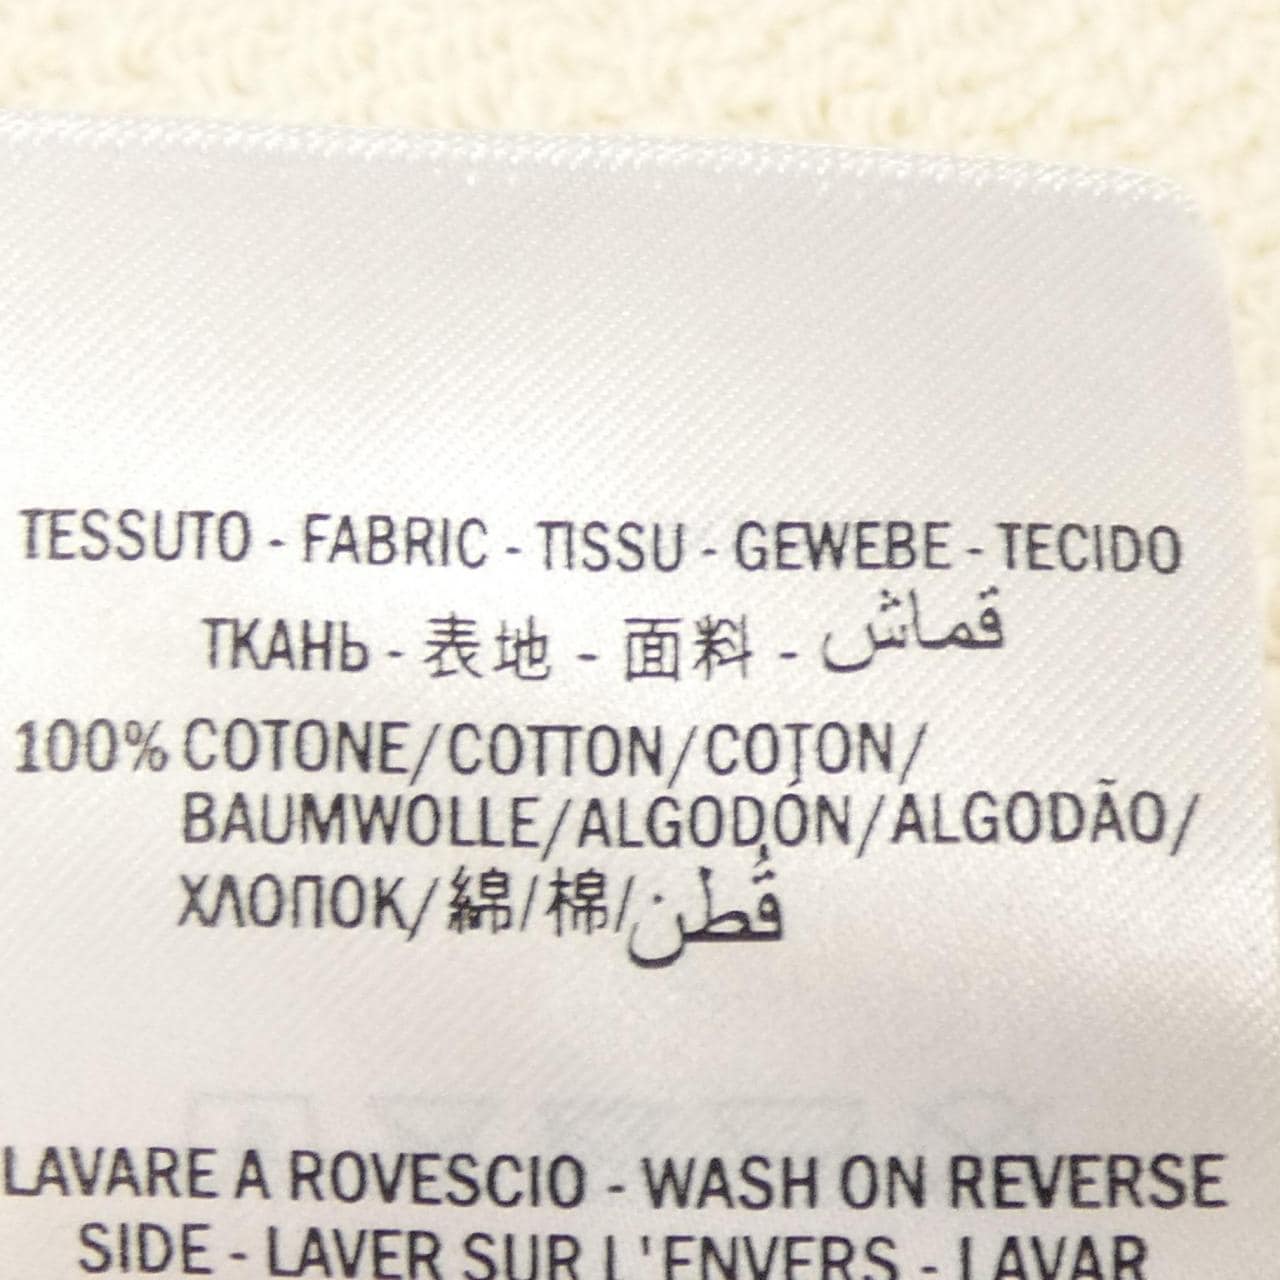 TESSUTO - FABRIC - TISSU - GEWEBE - TECIDO
ТКАНЬ - 表地 - 面料 - قماش
100% COTONE/COTTON/COTON/
BAUMWOLLE/ALGODÓN/ALGODÃO/
ХЛОПОК/綿/棉/قُطن
LAVARE A ROVESCIO - WASH ON REVERSE
SIDE - LAVER SUR L'ENVERS - LAVAR